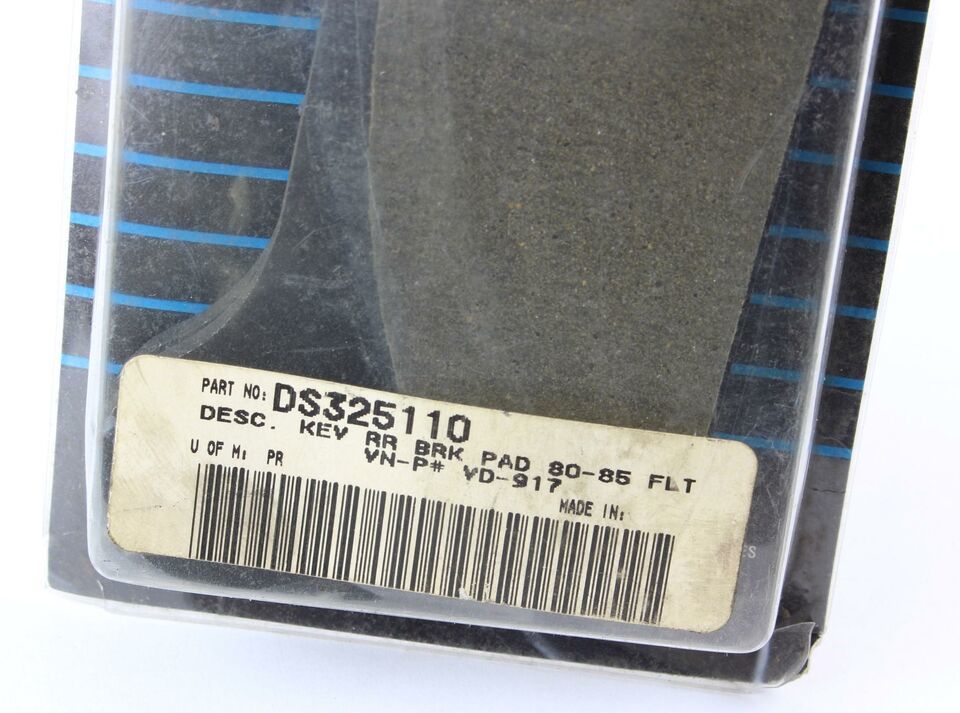 PART NO: DS325110
DESC. KEV RR BRK PAD 80-85 FLT
VN-P# VD-917
U OF M: PR
MADE IN: